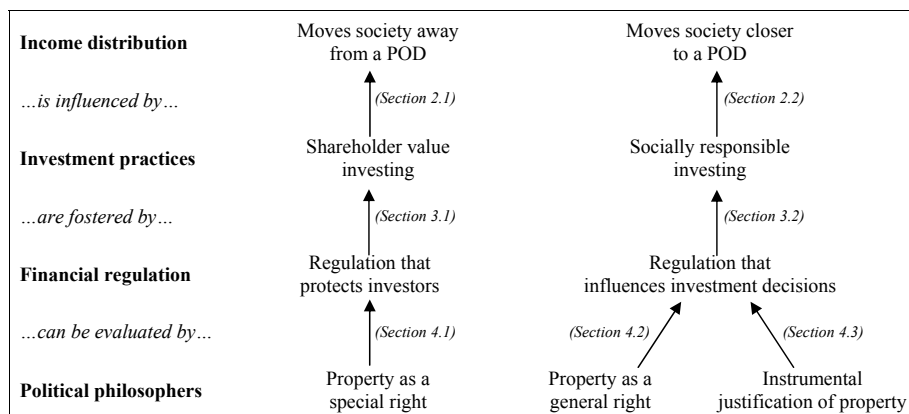 Income distribution
Moves society away
from a POD
Moves society closer
to a POD
…is influenced by…
(Section 2.1)
(Section 2.2)
Investment practices
Shareholder value
investing
Socially responsible
investing
…are fostered by…
(Section 3.1)
(Section 3.2)
Financial regulation
Regulation that
protects investors
Regulation that
influences investment decisions
…can be evaluated by…
(Section 4.1)
(Section 4.2)
(Section 4.3)
Political philosophers
Property as a
special right
Property as a
general right
Instrumental
justification of property